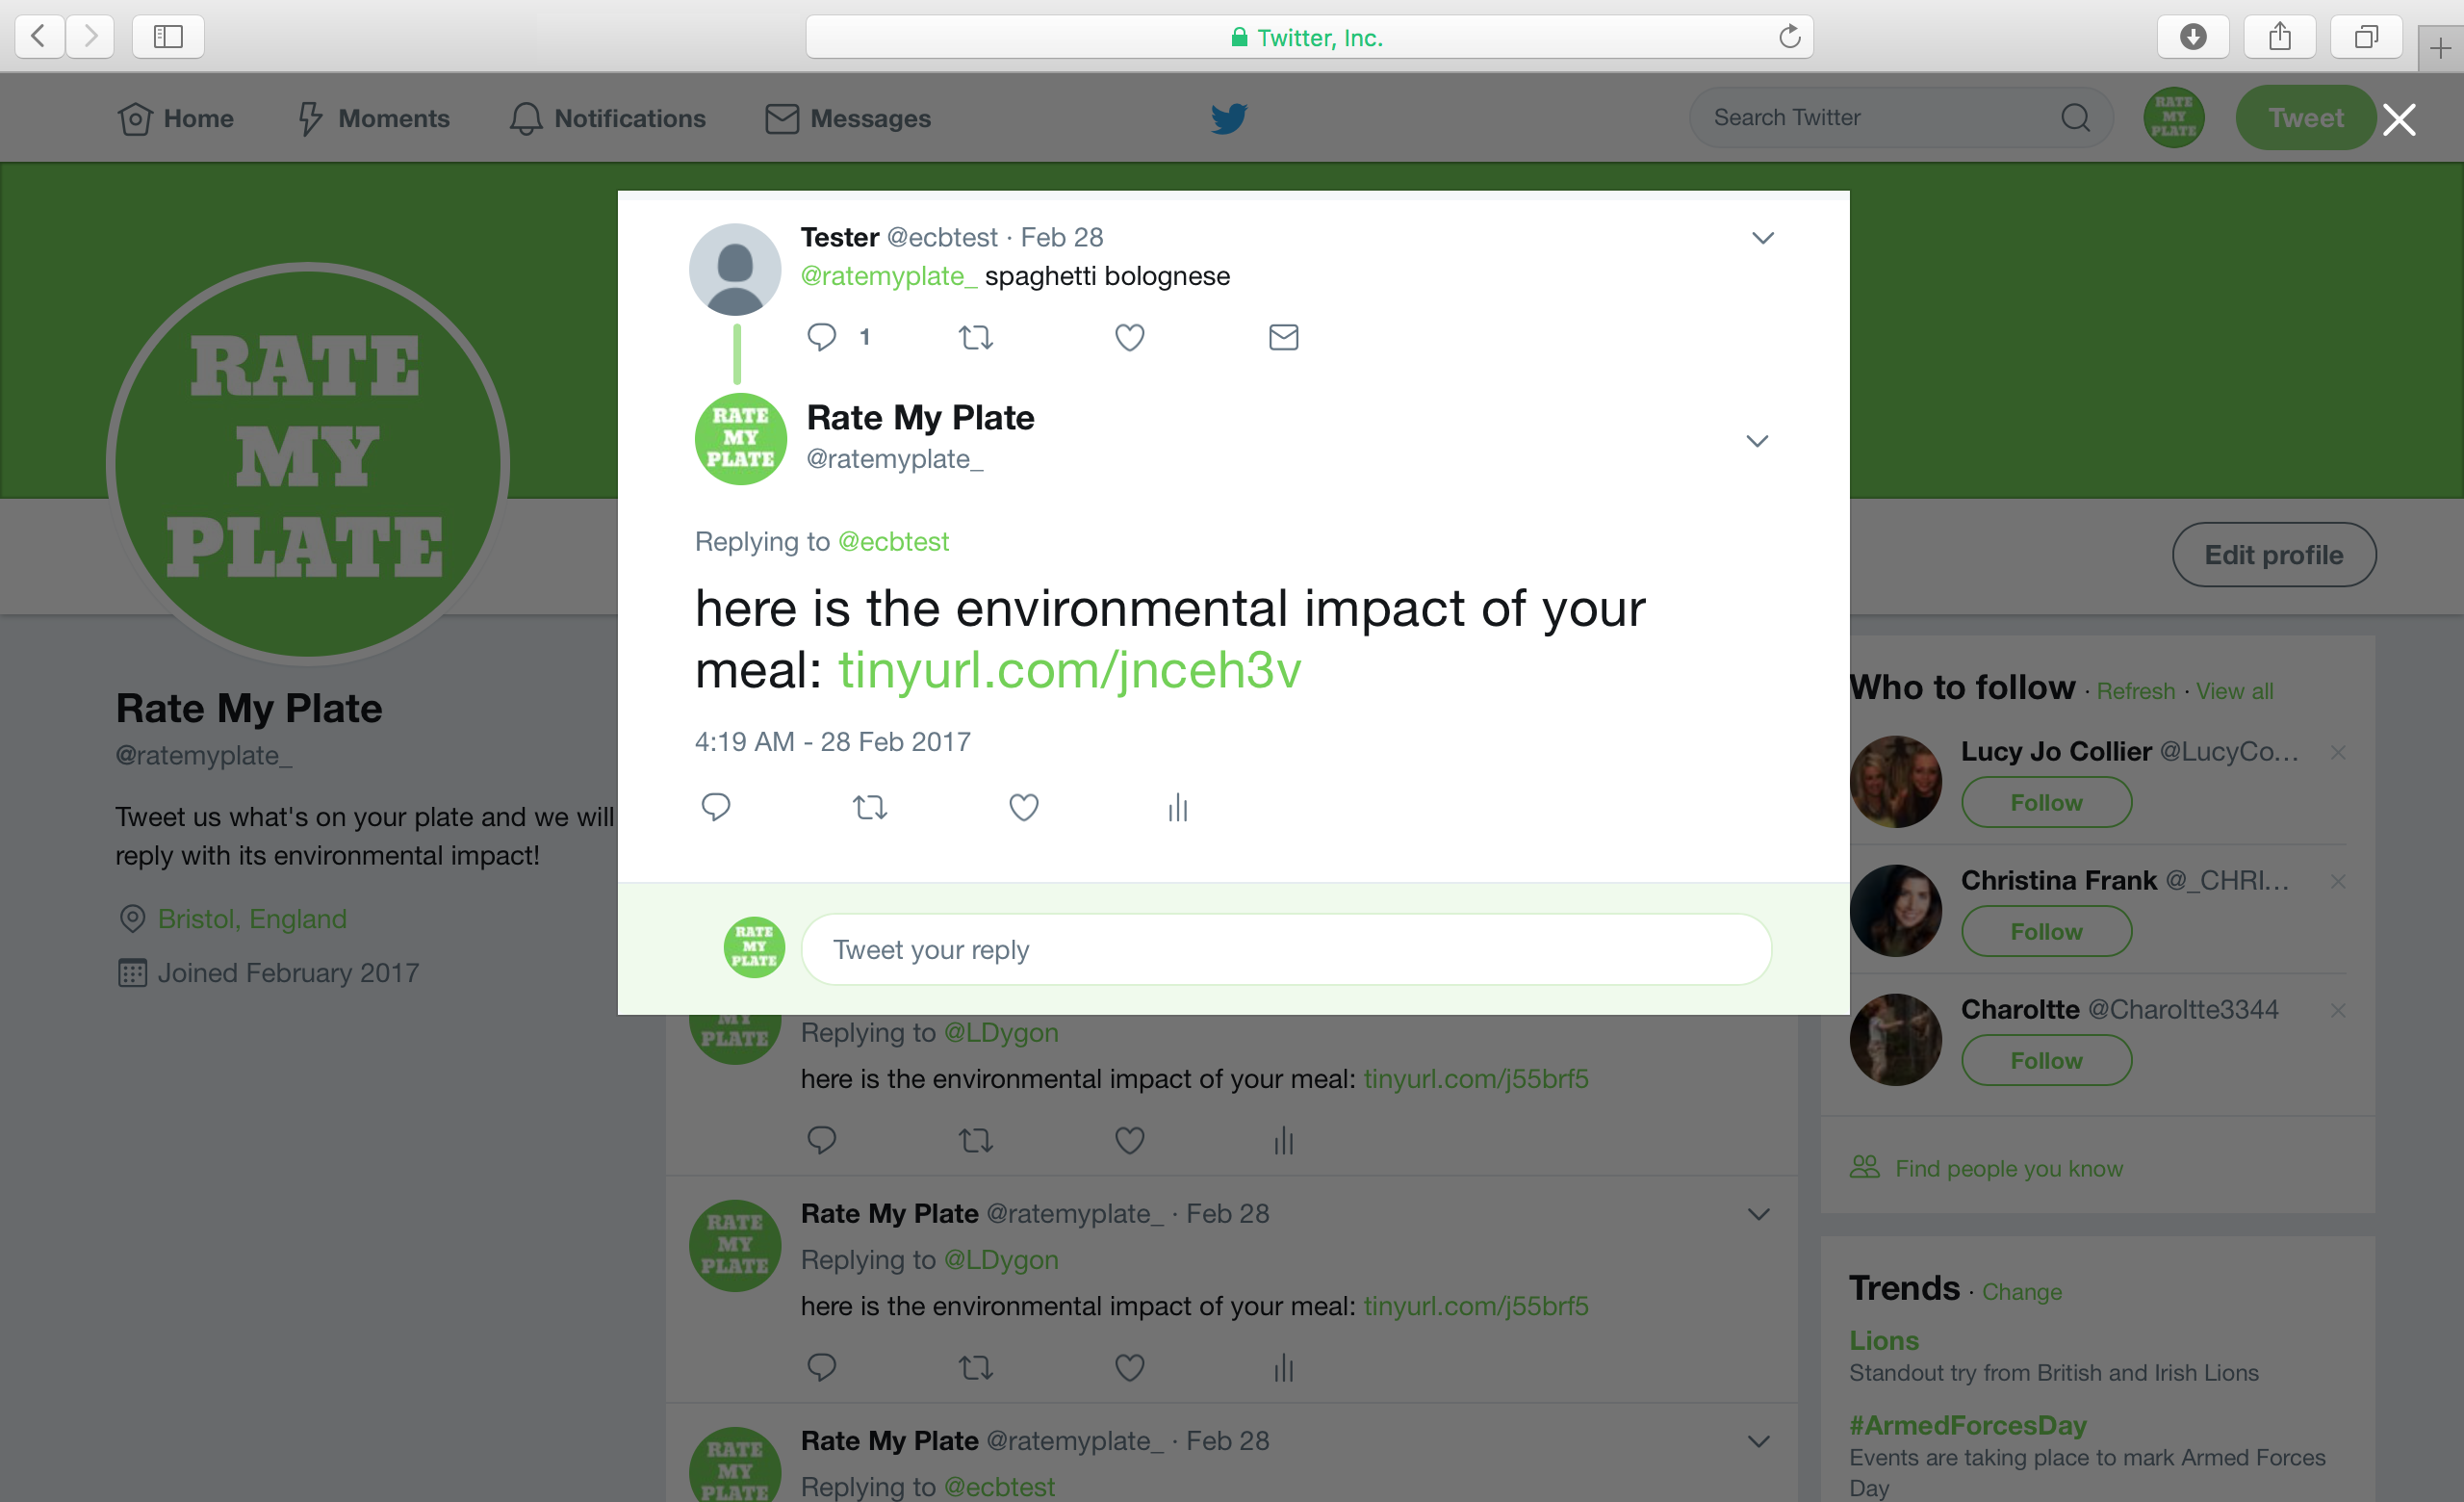 Twitter, Inc.
Home Moments Notifications Messages Search Twitter RATE MY PLATE Tweet
RATE
MY
PLATE
Rate My Plate
@ratemyplate_
Tweet us what's on your plate and we will
reply with its environmental impact!
Bristol, England
Joined February 2017
Tester @ecbtest · Feb 28
@ratemyplate_ spaghetti bolognese
1
RATE
MY
PLATE
Rate My Plate
@ratemyplate_
Replying to @ecbtest
here is the environmental impact of your
meal: tinyurl.com/jnceh3v
4:19 AM - 28 Feb 2017
RATE
MY
PLATE
Tweet your reply
MY
PLATE
Replying to @LDygon
here is the environmental impact of your meal: tinyurl.com/j55brf5
RATE
MY
PLATE
Rate My Plate @ratemyplate_ · Feb 28
Replying to @LDygon
here is the environmental impact of your meal: tinyurl.com/j55brf5
RATE
MY
PLATE
Rate My Plate @ratemyplate_ · Feb 28
Replying to @ecbtest
Edit profile
Who to follow · Refresh · View all
Lucy Jo Collier @LucyCo...
Follow
Christina Frank @_CHRI...
Follow
Charoltte @Charoltte3344
Follow
Find people you know
Trends · Change
Lions
Standout try from British and Irish Lions
#ArmedForcesDay
Events are taking place to mark Armed Forces
Day